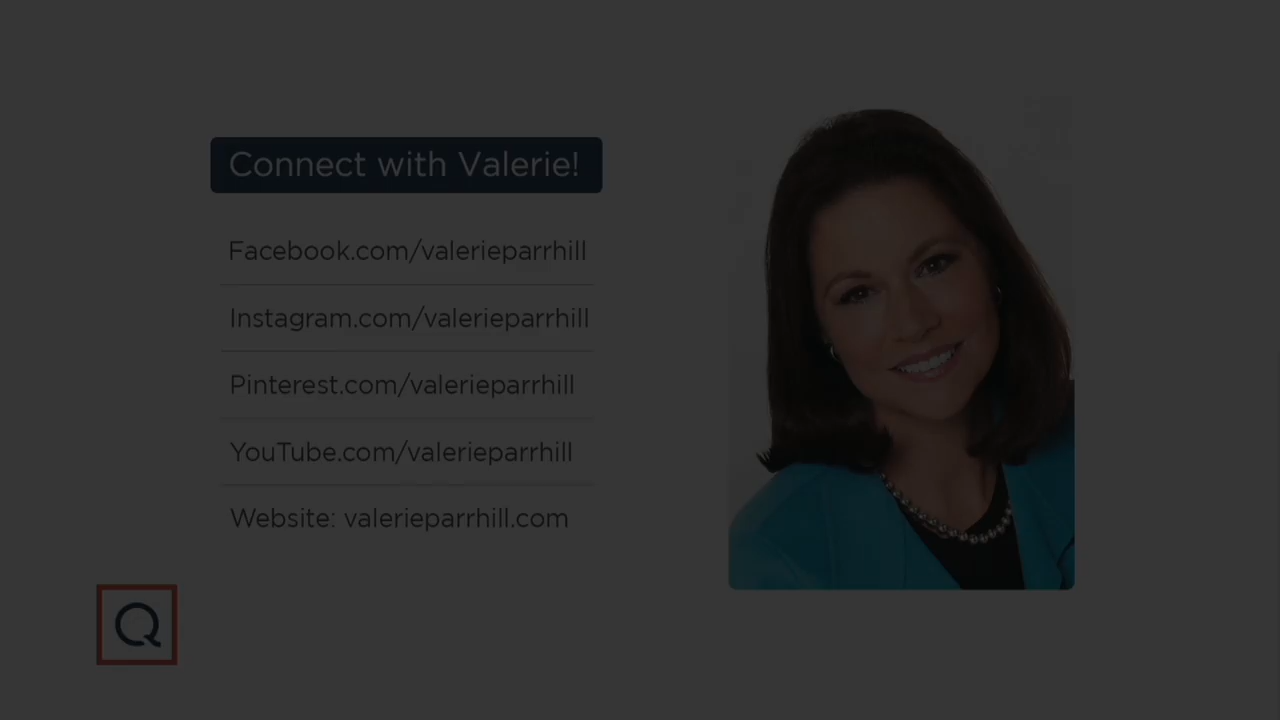 Connect with Valerie!
Facebook.com/valerieparrhill
Instagram.com/valerieparrhill
Pinterest.com/valerieparrhill
YouTube.com/valerieparrhill
Website: valerieparrhill.com
Q